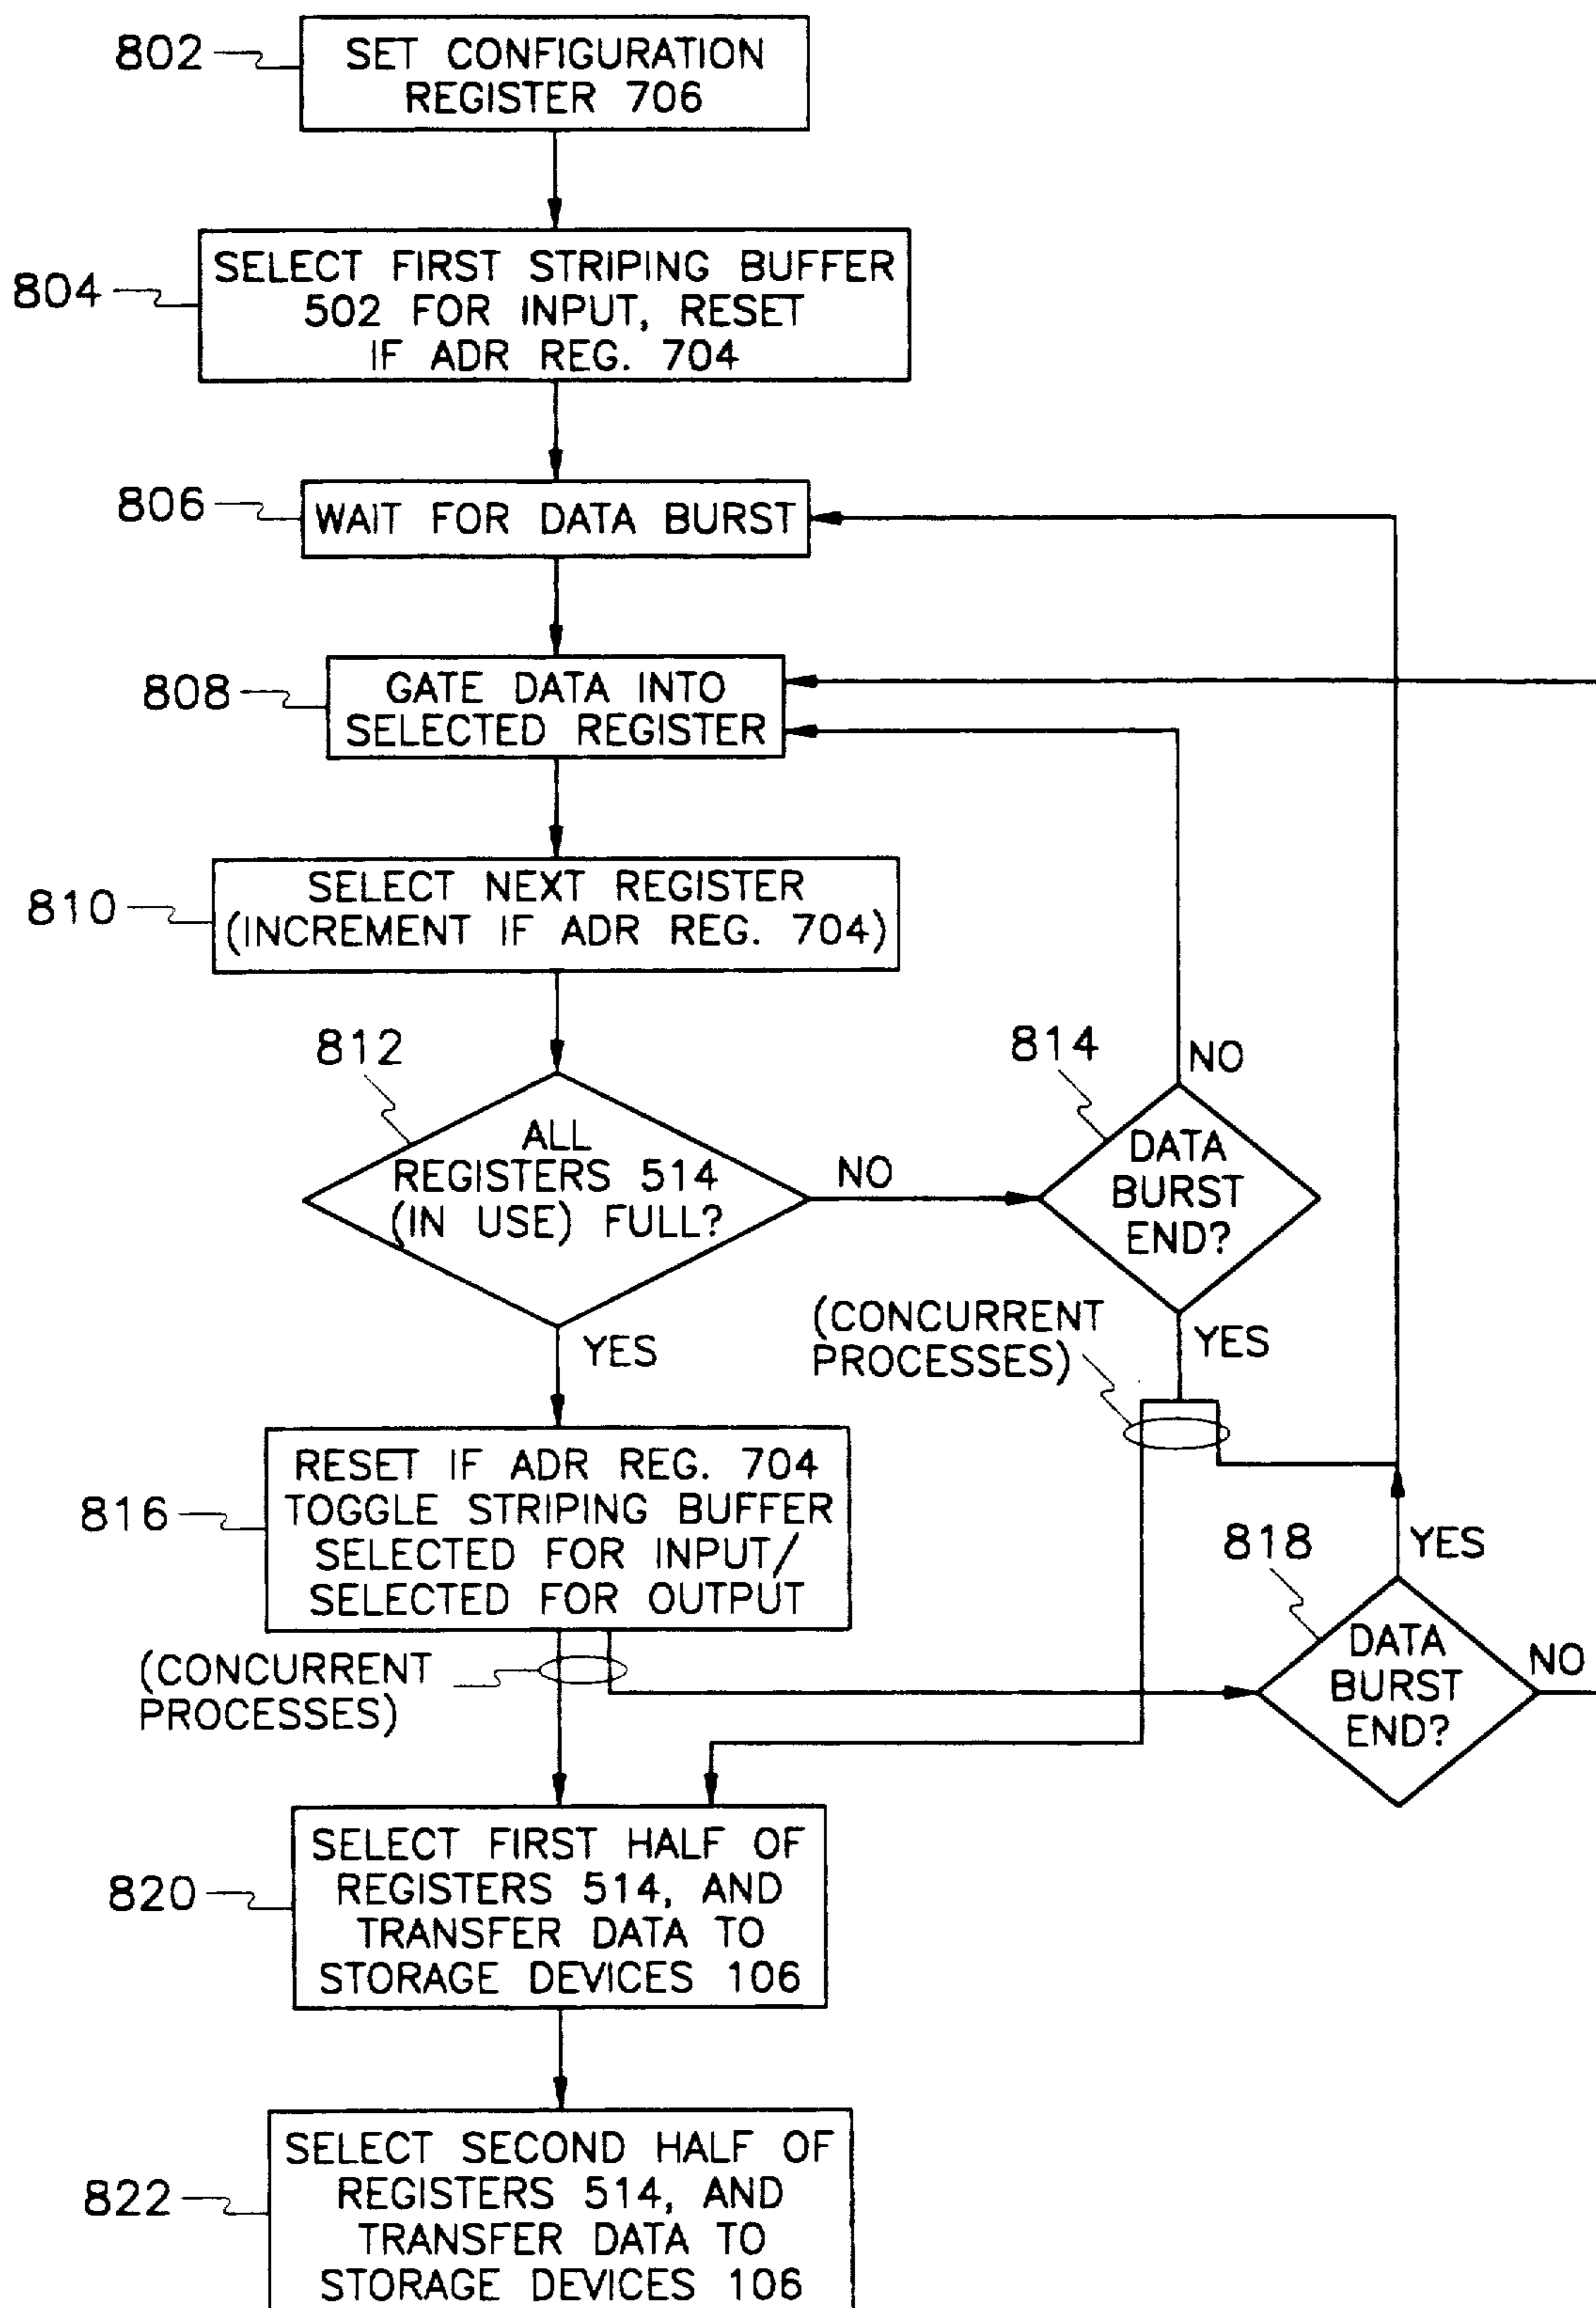 802
SET CONFIGURATION
REGISTER 706
804
SELECT FIRST STRIPING BUFFER
502 FOR INPUT, RESET
IF ADR REG. 704
806
WAIT FOR DATA BURST
808
GATE DATA INTO
SELECTED REGISTER
810
SELECT NEXT REGISTER
(INCREMENT IF ADR REG. 704)
812
ALL
REGISTERS 514
(IN USE) FULL?
NO
YES
814
DATA
BURST
END?
NO
YES
(CONCURRENT
PROCESSES)
816
RESET IF ADR REG. 704
TOGGLE STRIPING BUFFER
SELECTED FOR INPUT/
SELECTED FOR OUTPUT
(CONCURRENT
PROCESSES)
818
YES
DATA
BURST
END?
NO
820
SELECT FIRST HALF OF
REGISTERS 514, AND
TRANSFER DATA TO
STORAGE DEVICES 106
822
SELECT SECOND HALF OF
REGISTERS 514, AND
TRANSFER DATA TO
STORAGE DEVICES 106